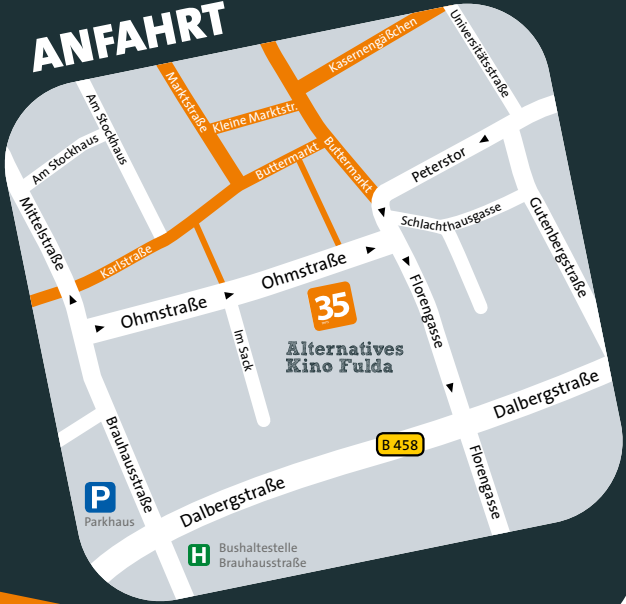 ANFAHRT
Kasernengäßchen
Universitätsstraße
Marktstraße
Kleine Marktstr.
Am Stockhaus
Am Stockhaus
Buttermarkt
Buttermarkt
Peterstor
Schlachthausgasse
Mittelstraße
Gutenbergstraße
Karlstraße
Ohmstraße
Ohmstraße
Florengasse
35
Im Sack
Alternatives
Kino Fulda
Dalbergstraße
B 458
Brauhausstraße
Florengasse
Dalbergstraße
P
Parkhaus
H
Bushaltestelle
Brauhausstraße